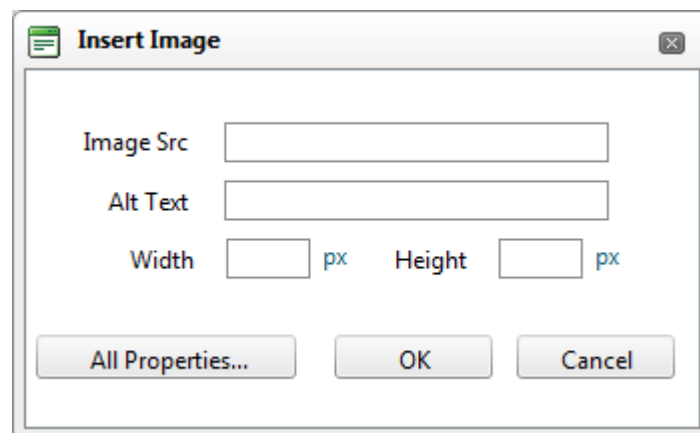 Insert Image
Image Src
Alt Text
Width px Height px
All Properties... OK Cancel